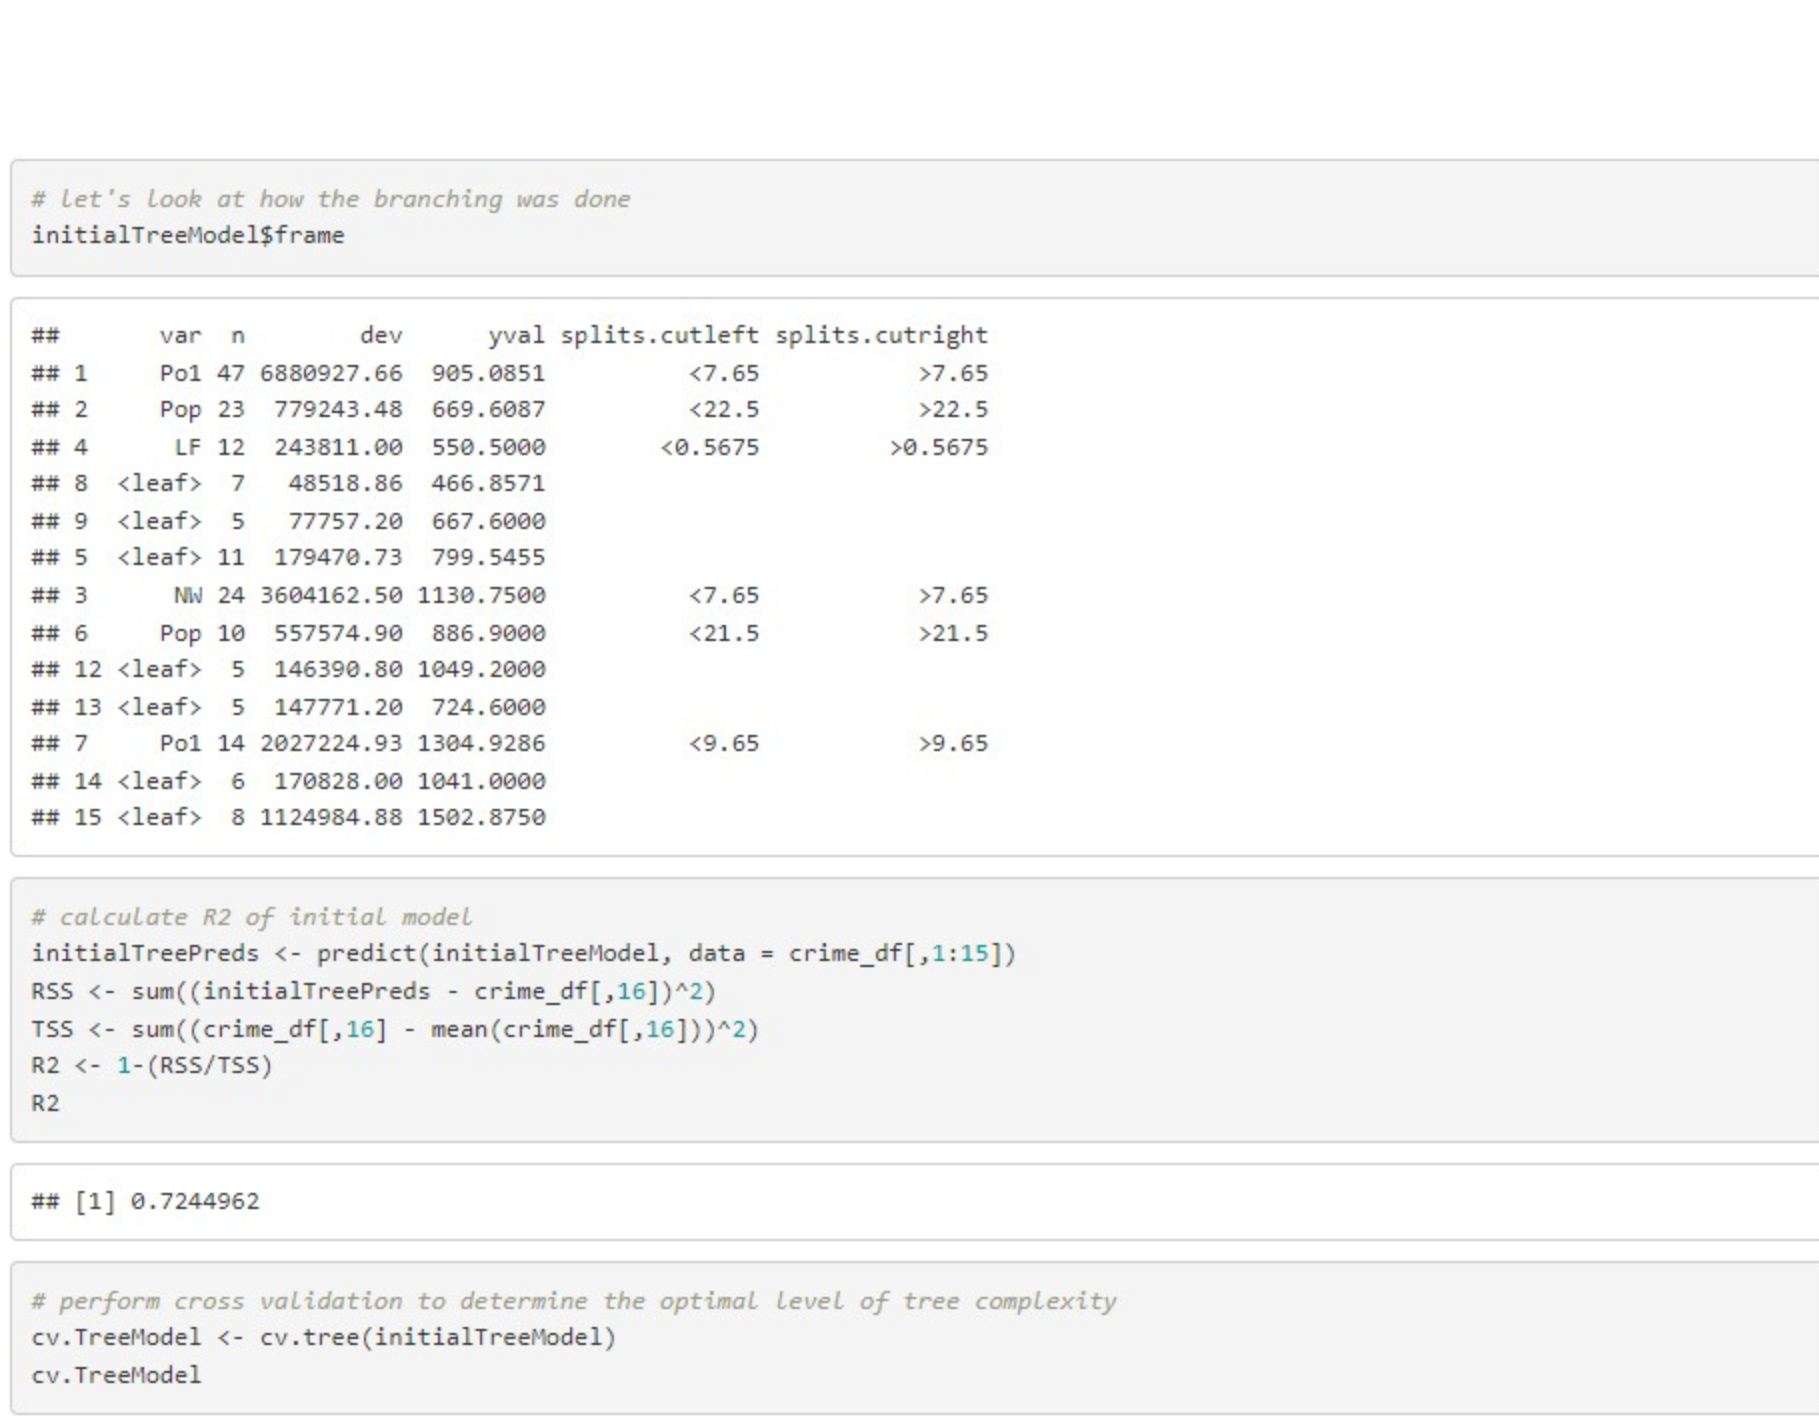 # let's look at how the branching was done
initialTreeModel$frame
##       var  n        dev      yval splits.cutleft splits.cutright
## 1     Po1 47 6880927.66  905.0851          <7.65           >7.65
## 2     Pop 23  779243.48  669.6087          <22.5           >22.5
## 4      LF 12  243811.00  550.5000        <0.5675         >0.5675
## 8  <leaf>  7   48518.86  466.8571
## 9  <leaf>  5   77757.20  667.6000
## 5  <leaf> 11  179470.73  799.5455
## 3      NW 24 3604162.50 1130.7500          <7.65           >7.65
## 6     Pop 10  557574.90  886.9000          <21.5           >21.5
## 12 <leaf>  5  146390.80 1049.2000
## 13 <leaf>  5  147771.20  724.6000
## 7     Po1 14 2027224.93 1304.9286          <9.65           >9.65
## 14 <leaf>  6  170828.00 1041.0000
## 15 <leaf>  8 1124984.88 1502.8750
# calculate R2 of initial model
initialTreePreds <- predict(initialTreeModel, data = crime_df[,1:15])
RSS <- sum((initialTreePreds - crime_df[,16])^2)
TSS <- sum((crime_df[,16] - mean(crime_df[,16]))^2)
R2 <- 1-(RSS/TSS)
R2
## [1] 0.7244962
# perform cross validation to determine the optimal level of tree complexity
cv.TreeModel <- cv.tree(initialTreeModel)
cv.TreeModel